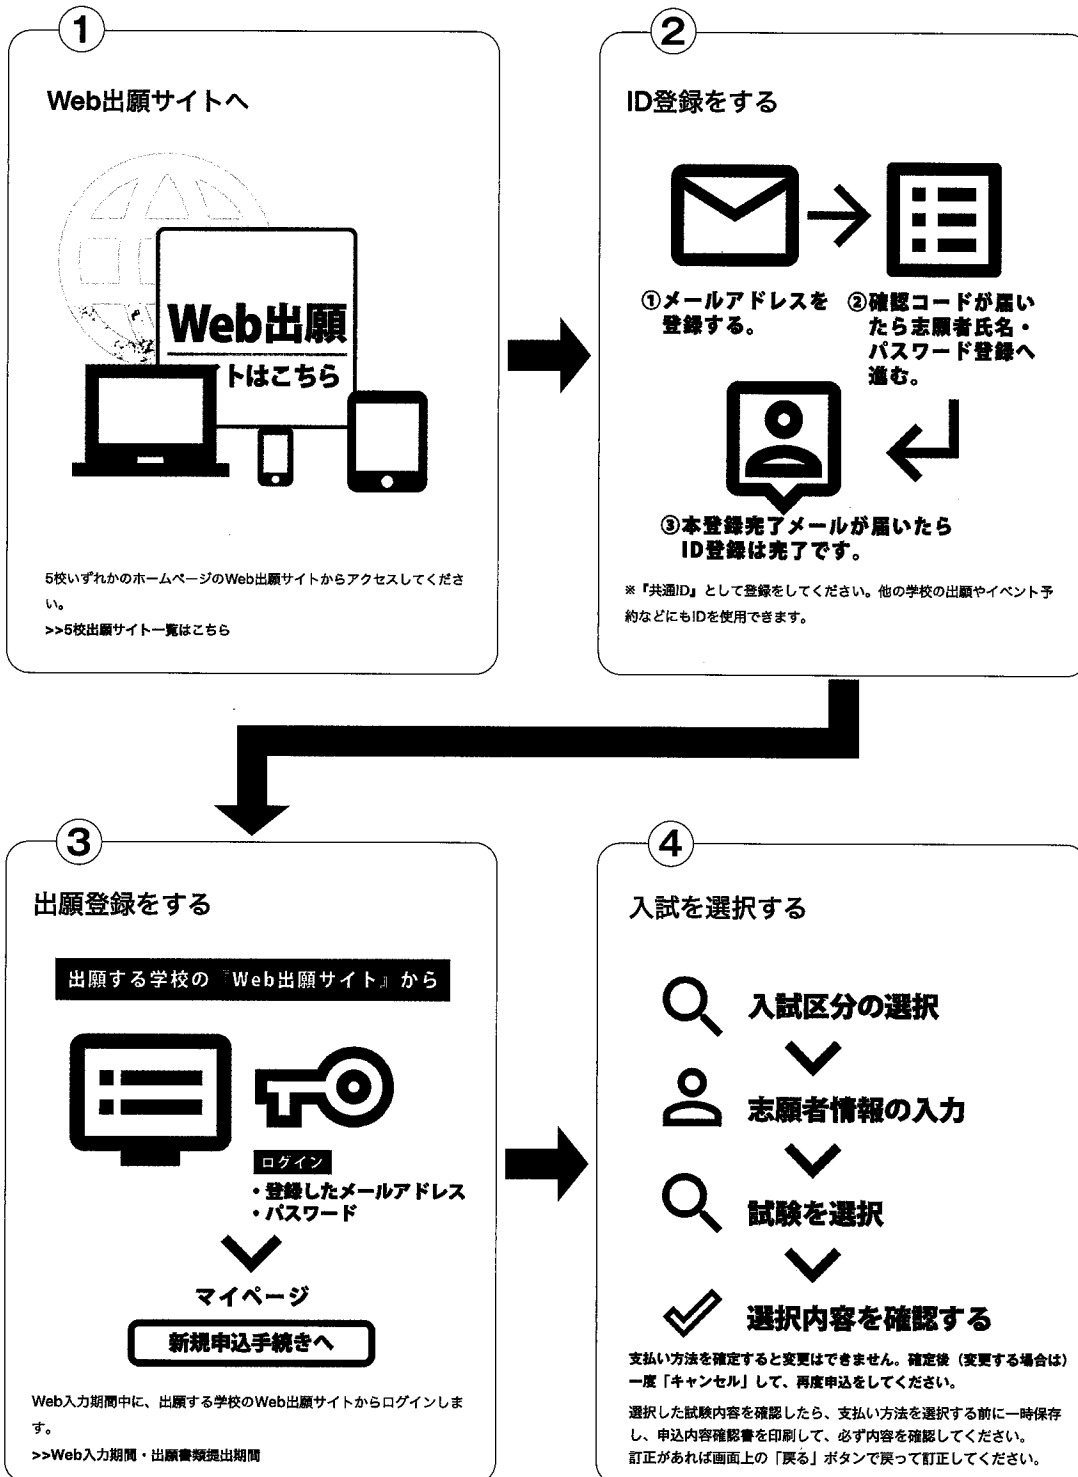 ①
Web出願サイトへ
Web出願
イトはこちら
5校いずれかのホームページのWeb出願サイトからアクセスしてくださ
い。
>>5校出願サイト一覧はこちら
②
ID登録をする
①メールアドレスを
登録する。
②確認コードが届い
たら志願者氏名・
パスワード登録へ
進む。
③本登録完了メールが届いたら
ID登録は完了です。
※『共通ID』として登録をしてください。他の学校の出願やイベント予
約などにもIDを使用できます。
③
出願登録をする
出願する学校の『Web出願サイト』から
ログイン
・登録したメールアドレス
・パスワード
マイページ
新規申込手続きへ
Web入力期間中に、出願する学校のWeb出願サイトからログインしま
す。
>>Web入力期間・出願書類提出期間
④
入試を選択する
入試区分の選択
志願者情報の入力
試験を選択
選択内容を確認する
支払い方法を確定すると変更はできません。確定後（変更する場合は）
一度「キャンセル」して、再度申込をしてください。
選択した試験内容を確認したら、支払い方法を選択する前に一時保存
し、申込内容確認書を印刷して、必ず内容を確認してください。
訂正があれば画面上の「戻る」ボタンで戻って訂正してください。